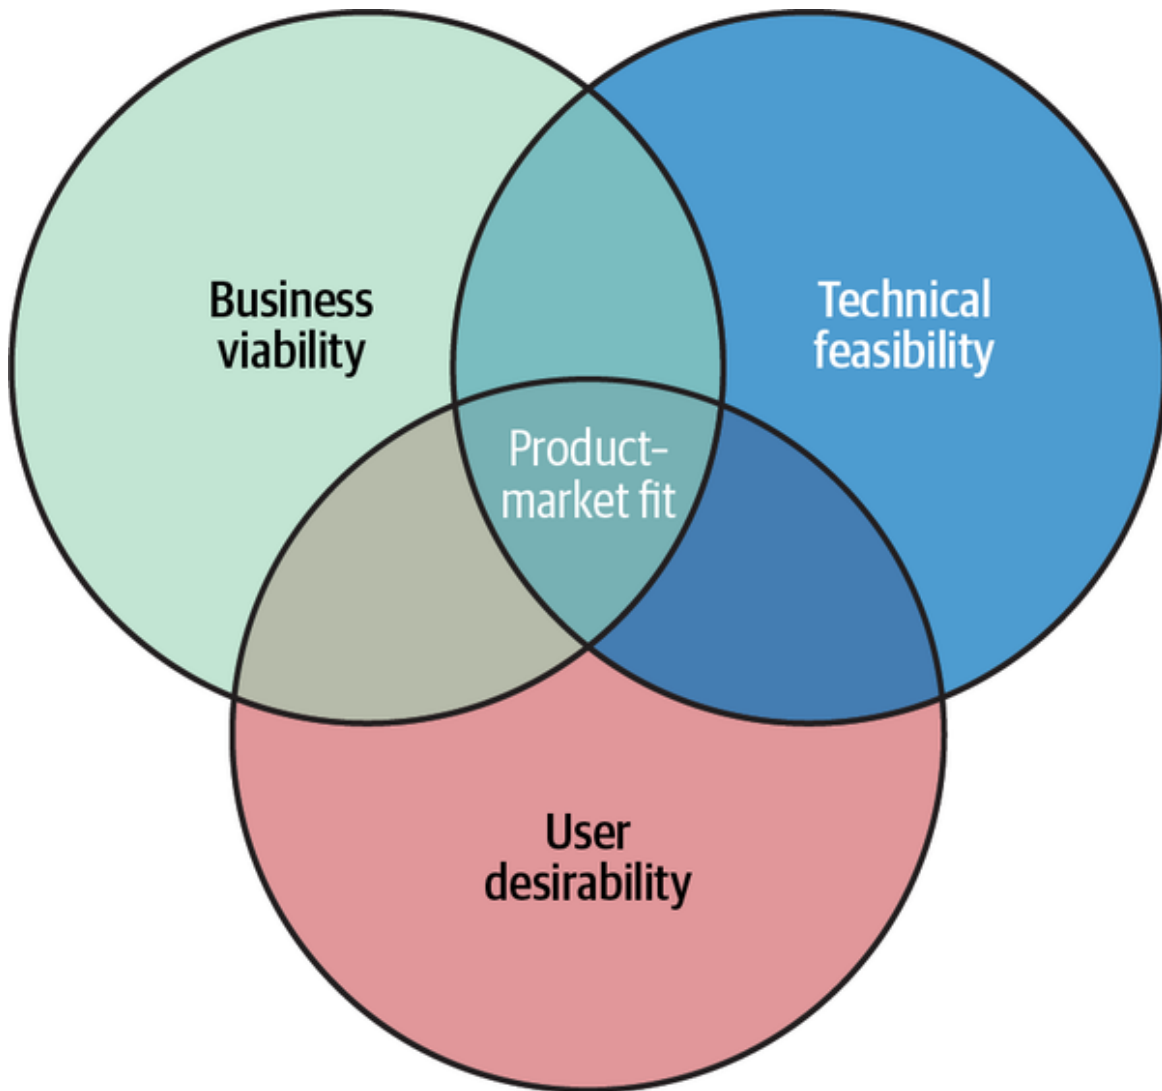 Business
viability
Technical
feasibility
Product–
market fit
User
desirability